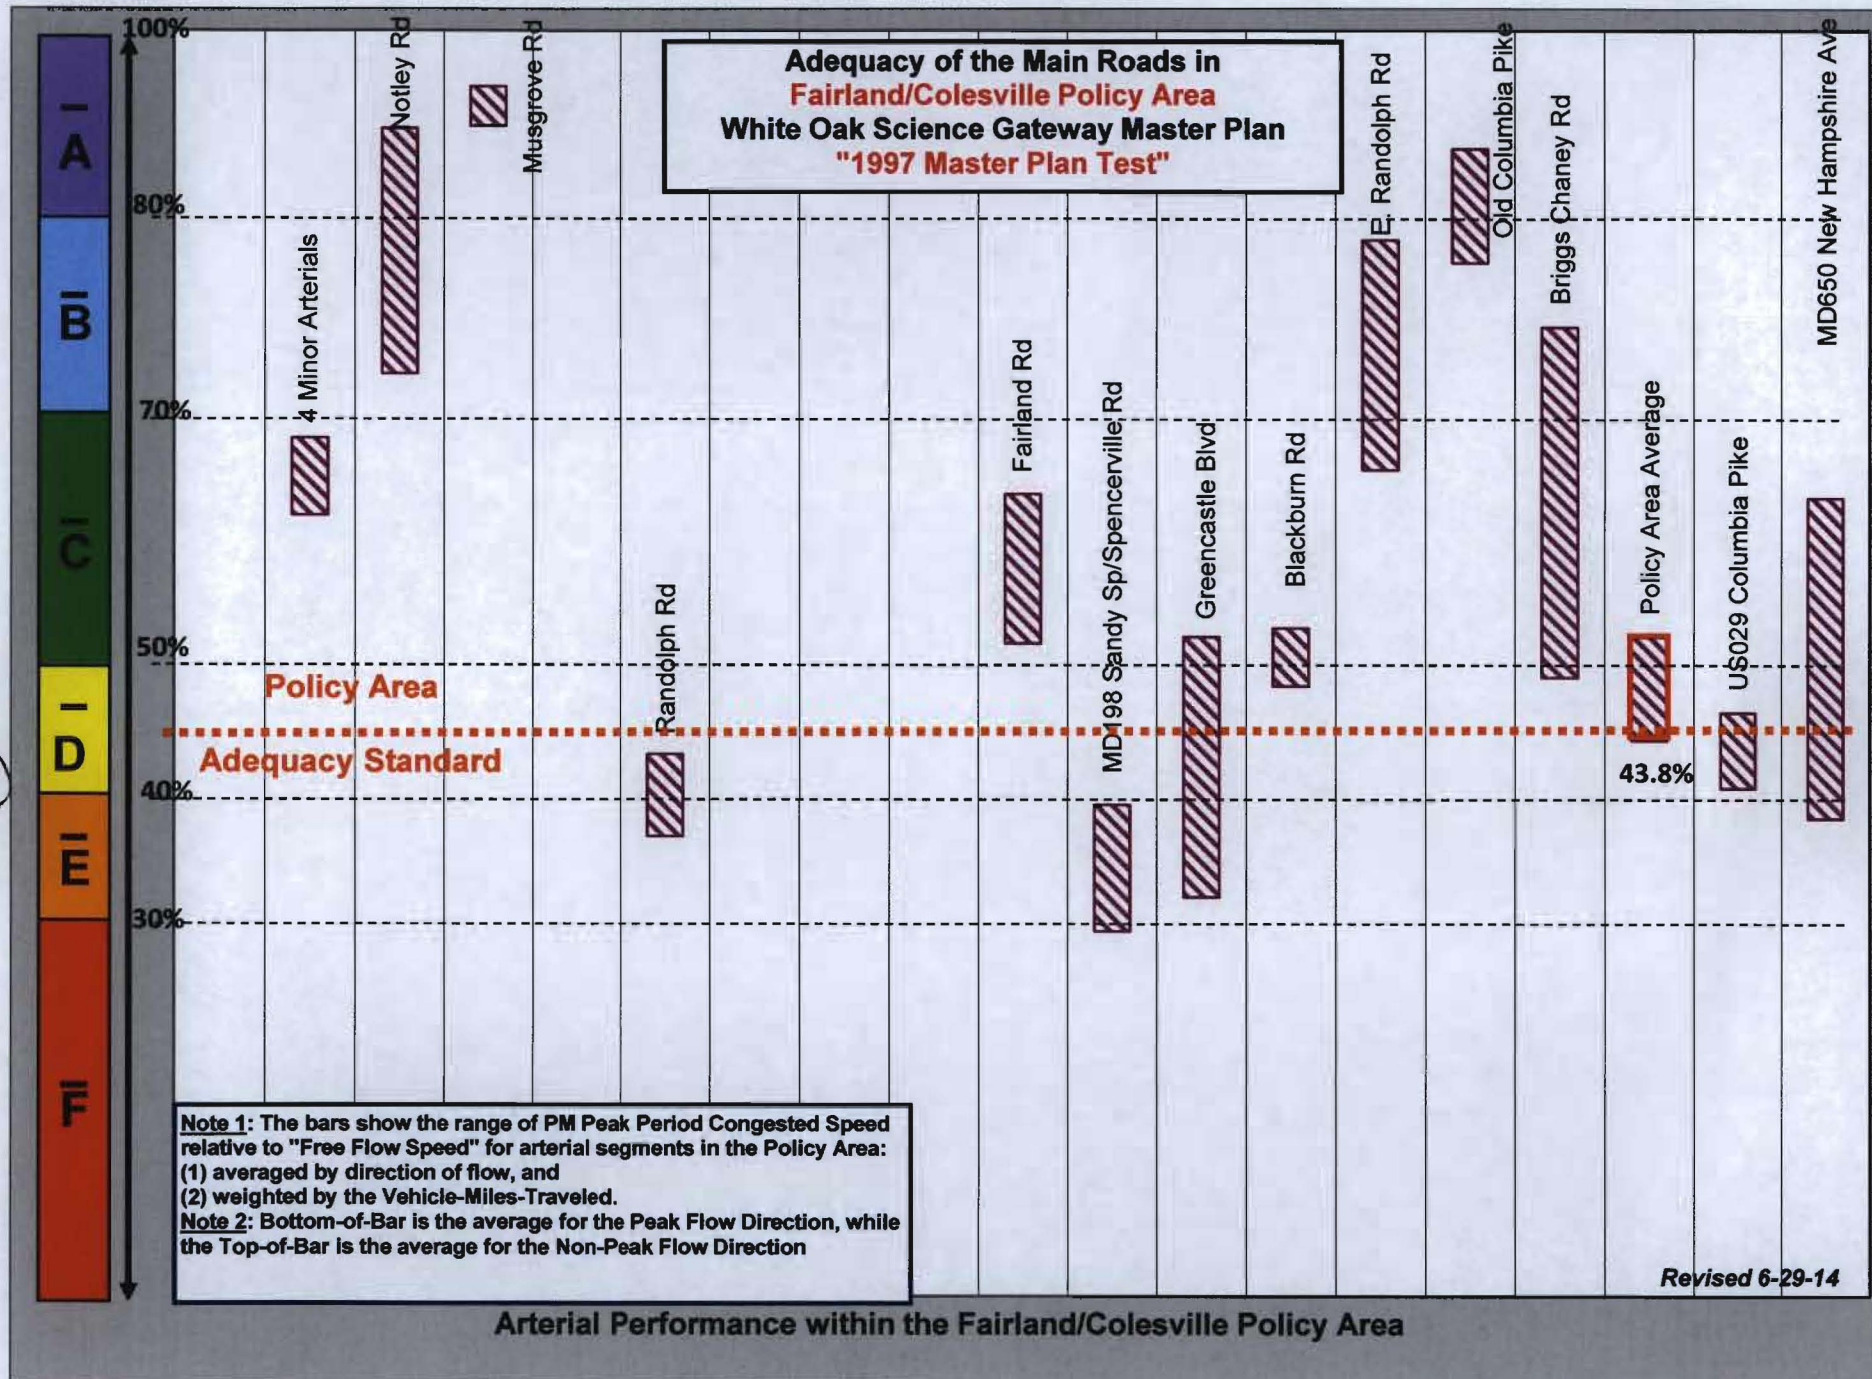 100%
80%
70%
50%
40%
30%
A
B
C
D
E
F
Adequacy of the Main Roads in
Fairland/Colesville Policy Area
White Oak Science Gateway Master Plan
"1997 Master Plan Test"
4 Minor Arterials
Notley Rd
Musgrove Rd
Randolph Rd
Fairland Rd
MD198 Sandy Sp/Spencerville Rd
Greencastle Blvd
Blackburn Rd
E. Randolph Rd
Old Columbia Pike
Briggs Chaney Rd
Policy Area Average
US029 Columbia Pike
MD650 New Hampshire Ave
Policy Area
Adequacy Standard
43.8%
Note 1: The bars show the range of PM Peak Period Congested Speed
relative to "Free Flow Speed" for arterial segments in the Policy Area:
(1) averaged by direction of flow, and
(2) weighted by the Vehicle-Miles-Traveled.
Note 2: Bottom-of-Bar is the average for the Peak Flow Direction, while
the Top-of-Bar is the average for the Non-Peak Flow Direction
Revised 6-29-14
Arterial Performance within the Fairland/Colesville Policy Area